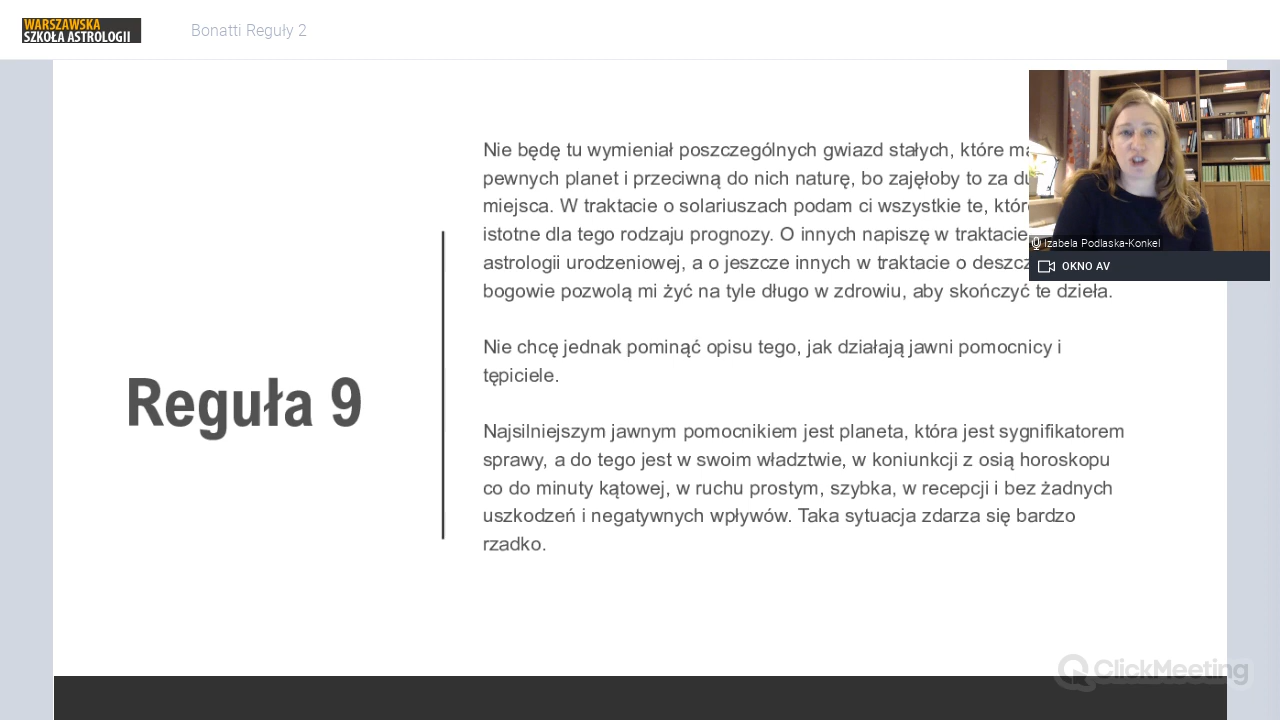 WARSZAWSKA
SZKOŁA ASTROLOGII
Bonatti Reguły 2
Nie będę tu wymieniał poszczególnych gwiazd stałych, które
pewnych planet i przeciwną do nich naturę, bo zajęłoby to za
miejsca. W traktacie o solariuszach podam ci wszystkie te,
istotne dla tego rodzaju prognozy. O innych napiszę w traktacie
astrologii urodzeniowej, a o jeszcze innych w traktacie o
bogowie pozwolą mi żyć na tyle długo w zdrowiu, aby skończyć te dzieła.
Nie chcę jednak pominąć opisu tego, jak działają jawni pomocnicy i
tępiciele.
Reguła 9
Najsilniejszym jawnym pomocnikiem jest planeta, która jest sygnifikatorem
sprawy, a do tego jest w swoim władztwie, w koniunkcji z osią horoskopu
co do minuty kątowej, w ruchu prostym, szybka, w recepcji i bez żadnych
uszkodzeń i negatywnych wpływów. Taka sytuacja zdarza się bardzo
rzadko.
Izabela Podlaska-Konkel
OKNO AV
ClickMeeting